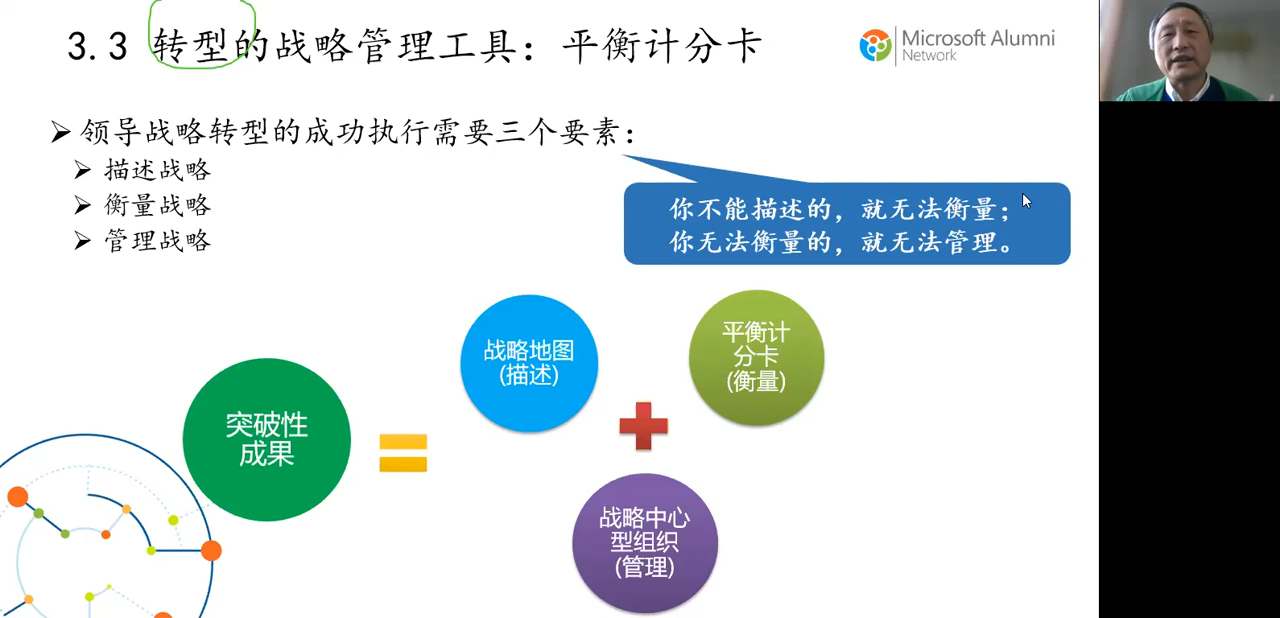 3.3 转型的战略管理工具：平衡计分卡
Microsoft Alumni
Network
领导战略转型的成功执行需要三个要素：
描述战略
衡量战略
管理战略
你不能描述的，就无法衡量；
你无法衡量的，就无法管理。
突破性
成果
战略地图
(描述)
平衡计
分卡
(衡量)
战略中心
型组织
(管理)